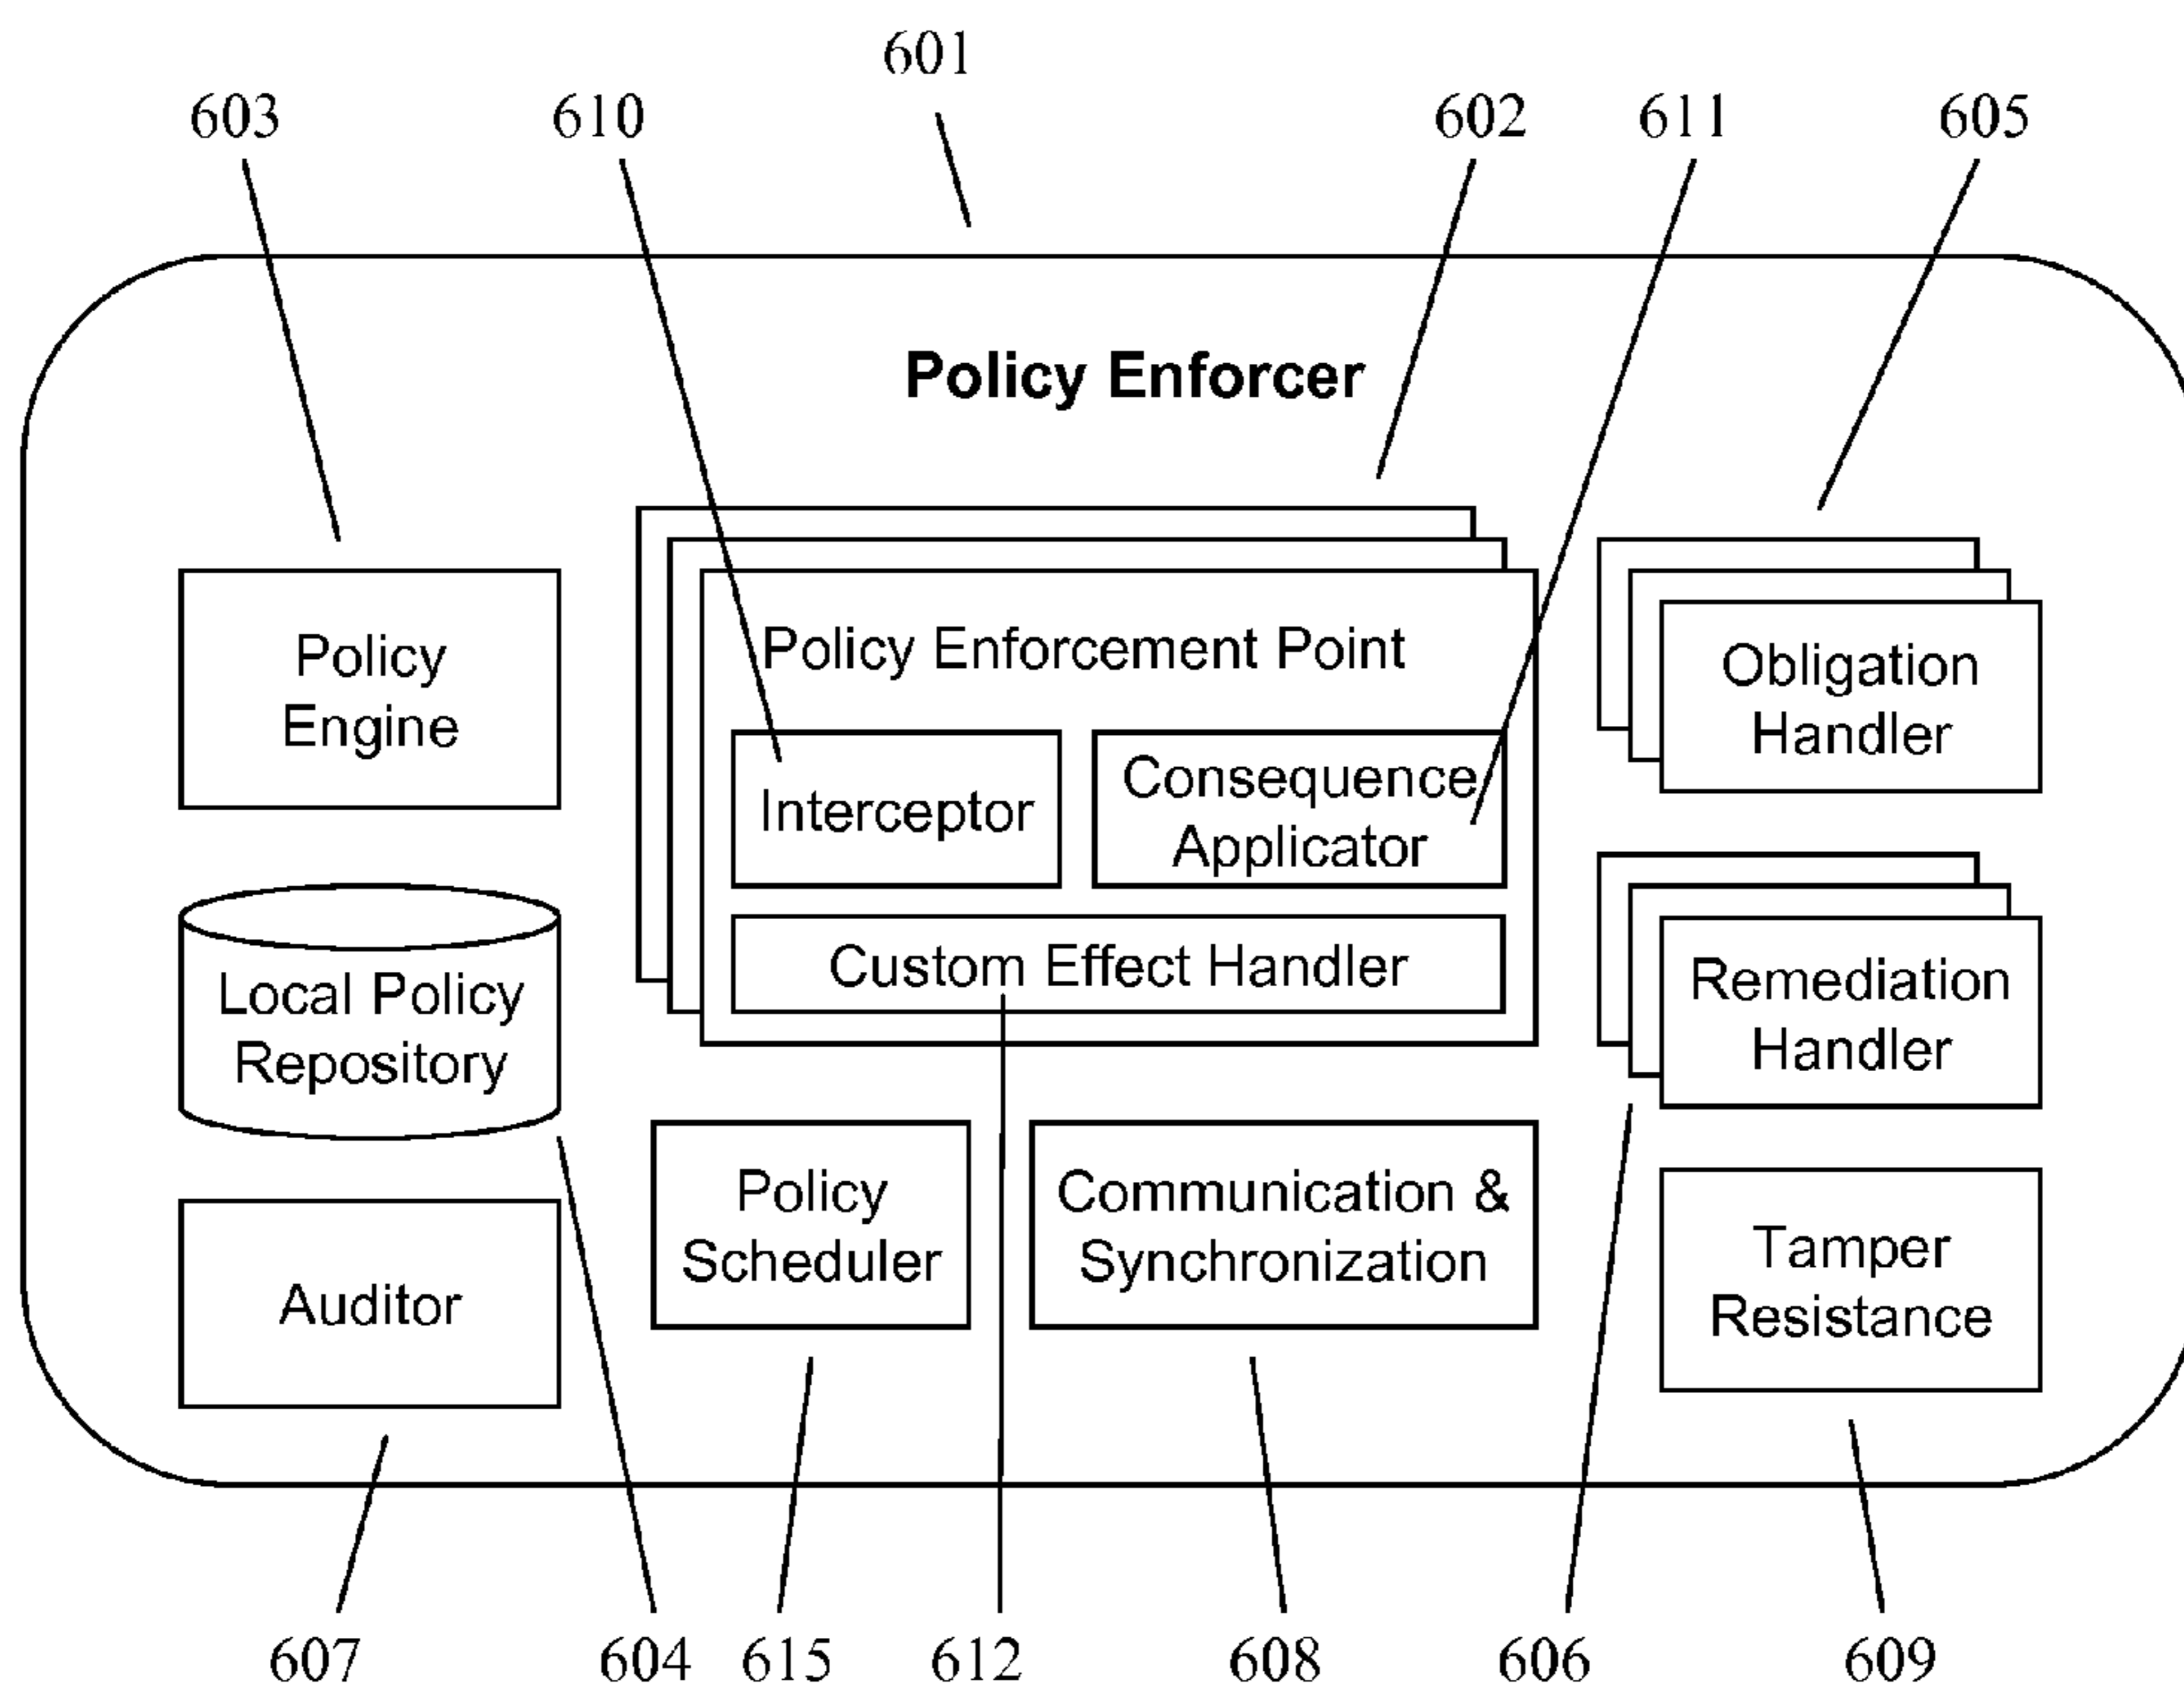 601
603 610 602 611 605
Policy Enforcer
Policy
Engine
Policy Enforcement Point
Interceptor
Consequence
Applicator
Custom Effect Handler
Obligation
Handler
Local Policy
Repository
Remediation
Handler
Auditor
Policy
Scheduler
Communication &
Synchronization
Tamper
Resistance
607 604 615 612 608 606 609